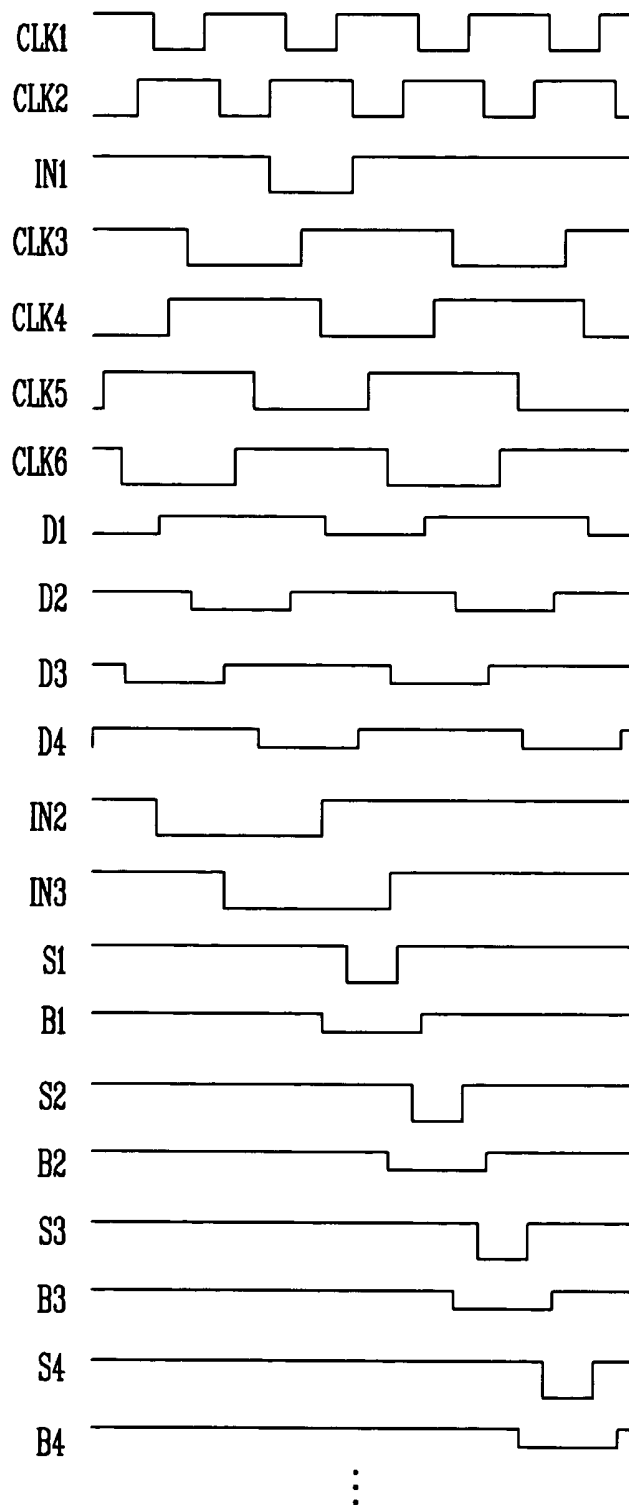 CLK1
CLK2
IN1
CLK3
CLK4
CLK5
CLK6
D1
D2
D3
D4
IN2
IN3
S1
B1
S2
B2
S3
B3
S4
B4